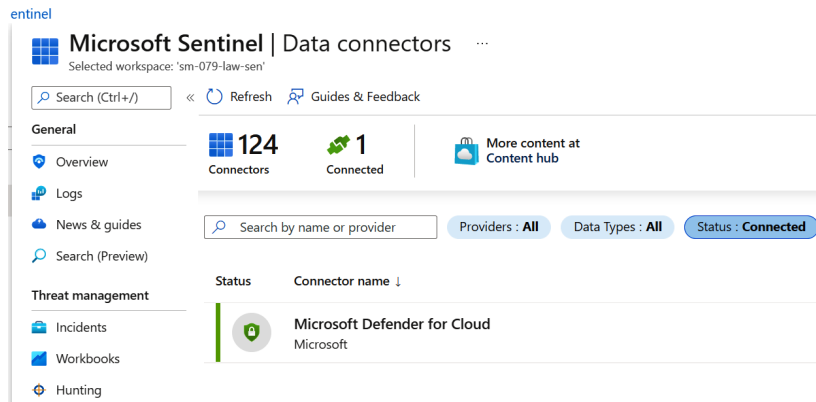 entinel
Microsoft Sentinel | Data connectors ...
Selected workspace: 'sm-079-law-sen'
Search (Ctrl+/) « Refresh Guides & Feedback
General
124 1 More content at
Content hub
Connectors Connected
Overview
Logs
News & guides
Search by name or provider Providers : All Data Types : All Status : Connected
Search (Preview)
Status Connector name ↓
Threat management
Incidents
Microsoft Defender for Cloud
Microsoft
Workbooks
Hunting